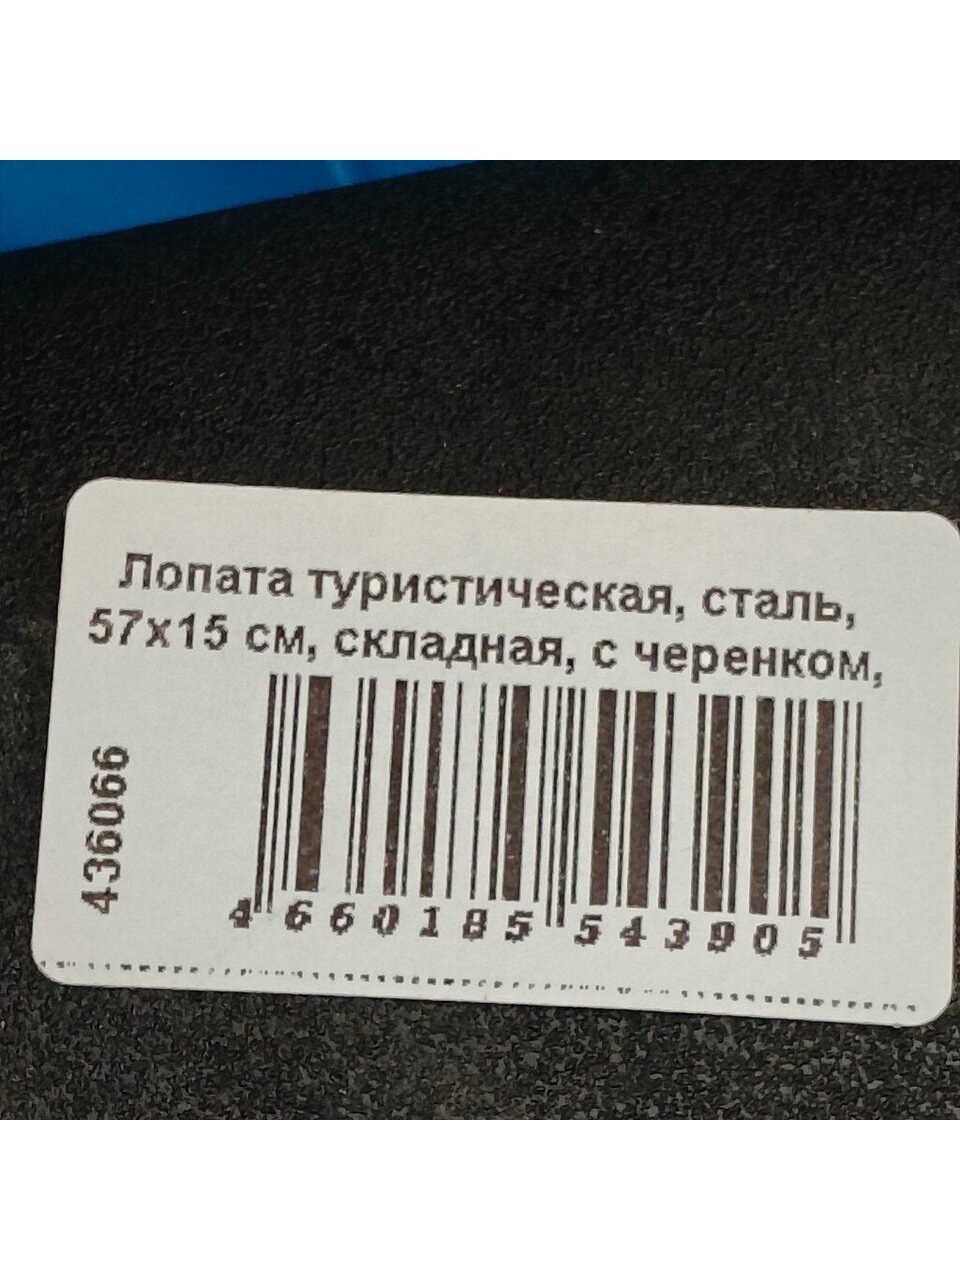 Лопата туристическая, сталь,
57х15 см, складная, с черенком,
436066
4 660185 543905